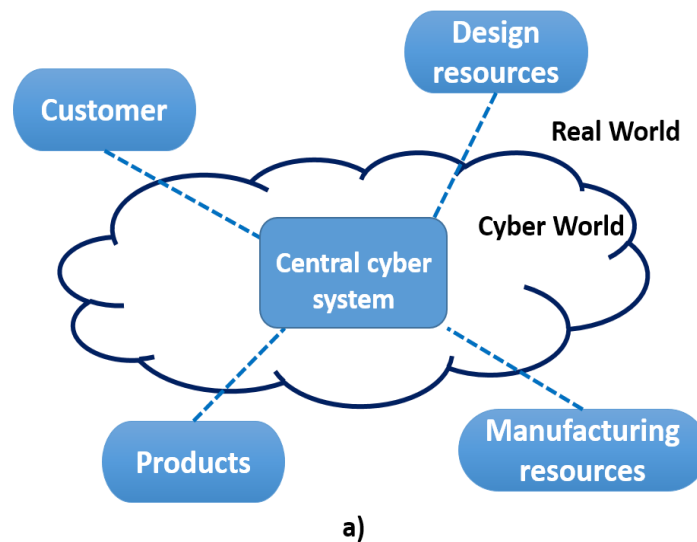 Design
resources
Customer
Real World
Cyber World
Central cyber
system
Products
Manufacturing
resources
a)